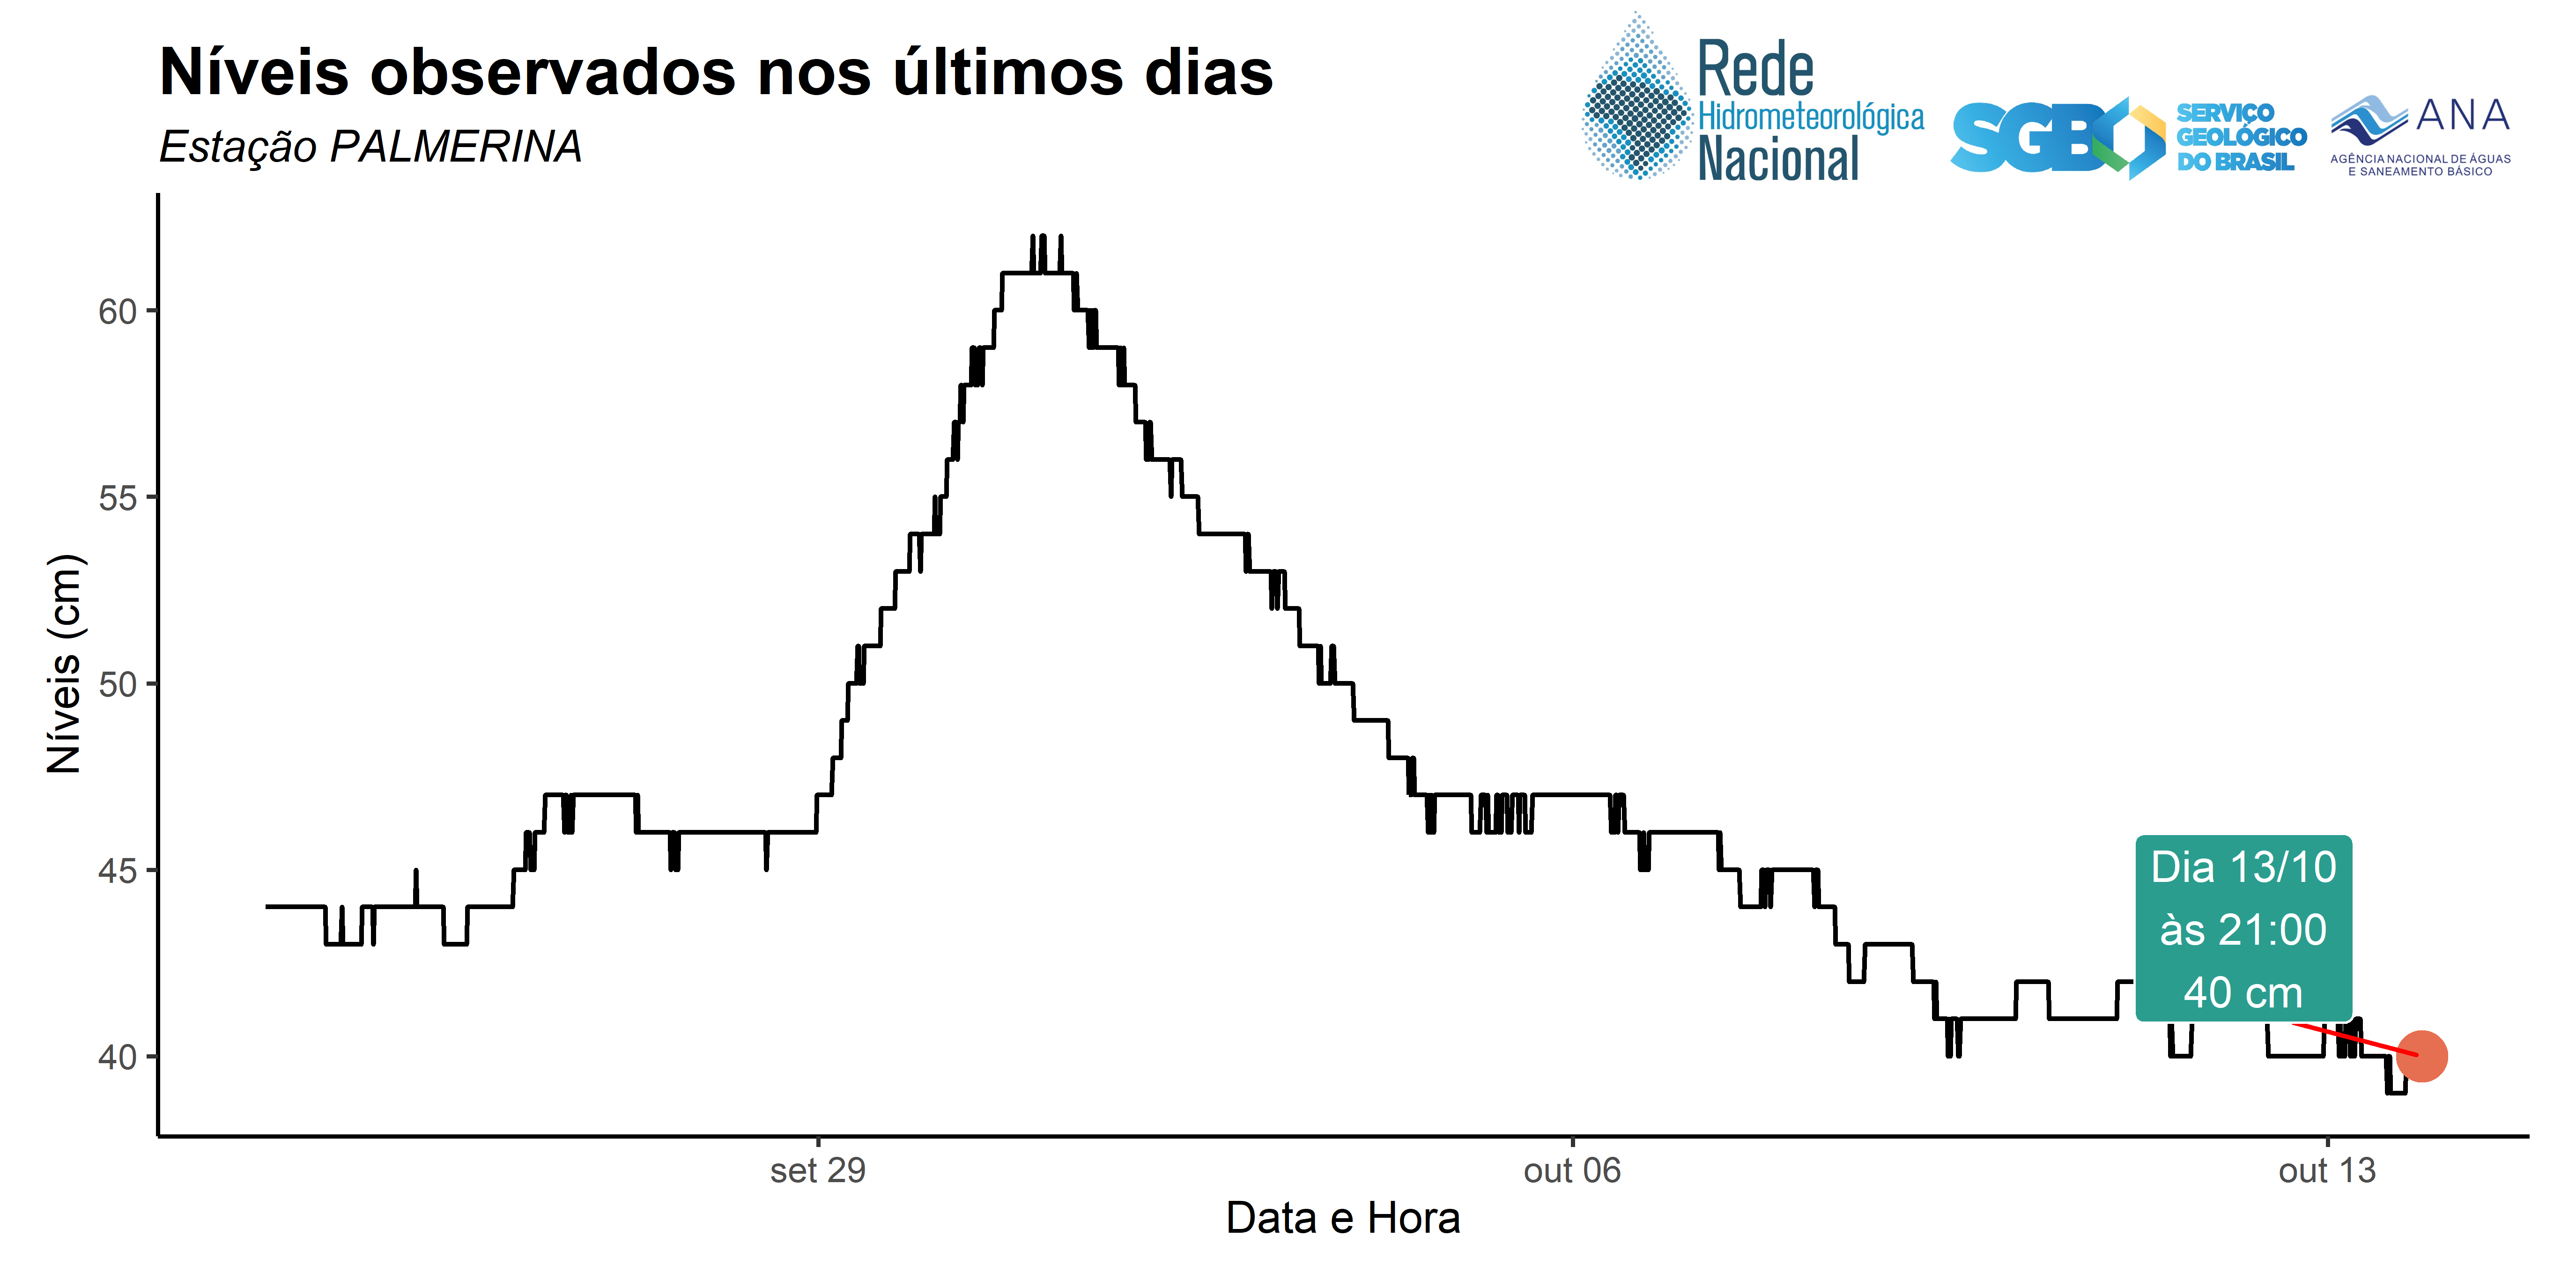 Níveis observados nos últimos dias
Estação PALMERINA
Rede
Hidrometeorológica
Nacional
SGB
SERVIÇO
GEOLÓGICO
DO BRASIL
ANA
AGÊNCIA NACIONAL DE ÁGUAS
E SANEAMENTO BÁSICO
Níveis (cm)
60
55
50
45
40
Dia 13/10
às 21:00
40 cm
set 29
out 06
out 13
Data e Hora